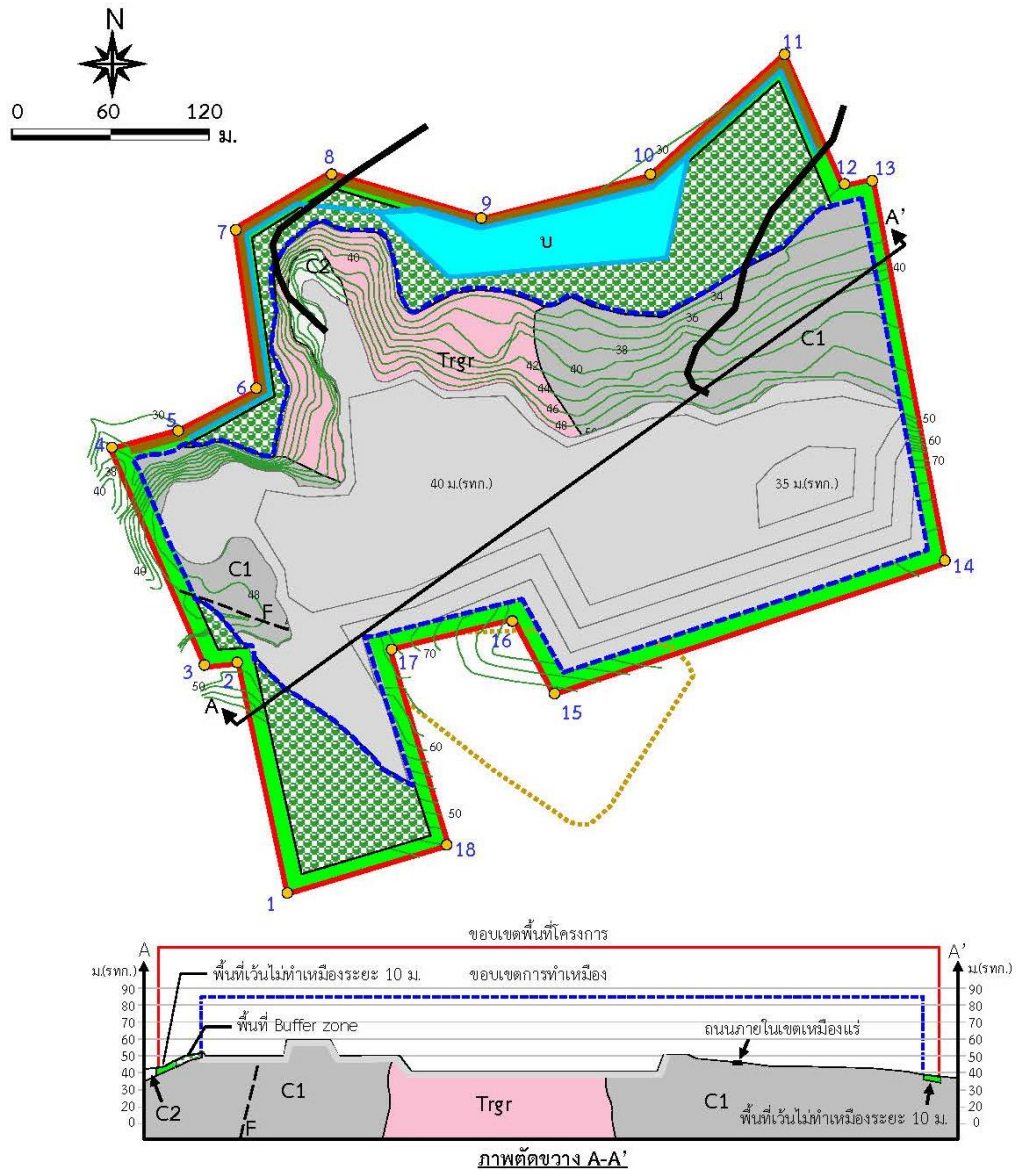 N
0 60 120
ม.
11
8
10
30
12
13
9
7
A'
บ
40
C2
40
34
36
Trgr
38
C1
42
40
44
46
48
50
6
30
5
4
38
40
50
60
70
40 ม.(รทก.)
35 ม.(รทก.)
C1
40
48
F
14
16
17
70
3
2
50
15
A
60
50
18
1
ขอบเขตพื้นที่โครงการ
A
A'
ม.(รทก.)
พื้นที่เว้นไม่ทำเหมืองระยะ 10 ม.
ขอบเขตการทำเหมือง
ม.(รทก.)
90
80
70
60
50
40
30
20
10
0
พื้นที่ Buffer zone
ถนนภายในเขตเหมืองแร่
90
80
70
60
50
40
30
20
10
0
C2
F
C1
Trgr
C1
พื้นที่เว้นไม่ทำเหมืองระยะ 10 ม.
ภาพตัดขวาง A-A'